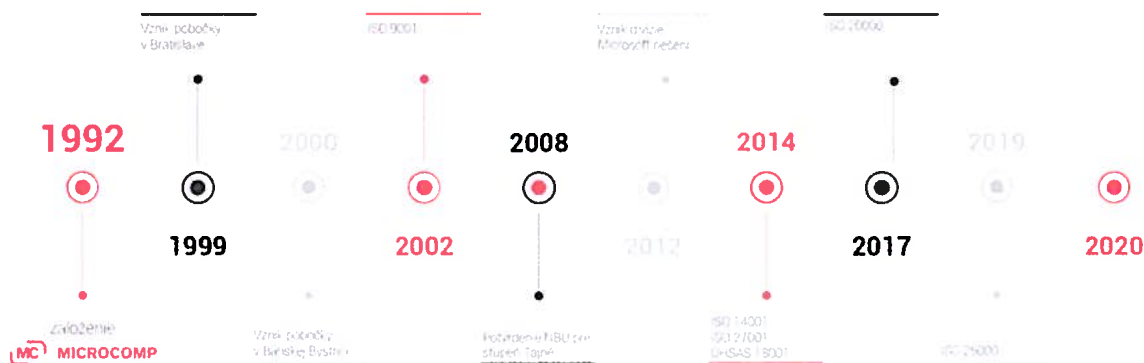 Vznik pobočky
v Bratislave
ISO 9001
Vznik divízie
Microsoft riešení
ISO 20000
1992
2000
2008
2014
2019
1999
2002
2012
2017
2020
založenie
Vznik pobočky
v Banskej Bystrici
Potvrdenie NBÚ pre
stupeň Tajné
ISO 14001
ISO 27001
OHSAS 18001
MC MICROCOMP